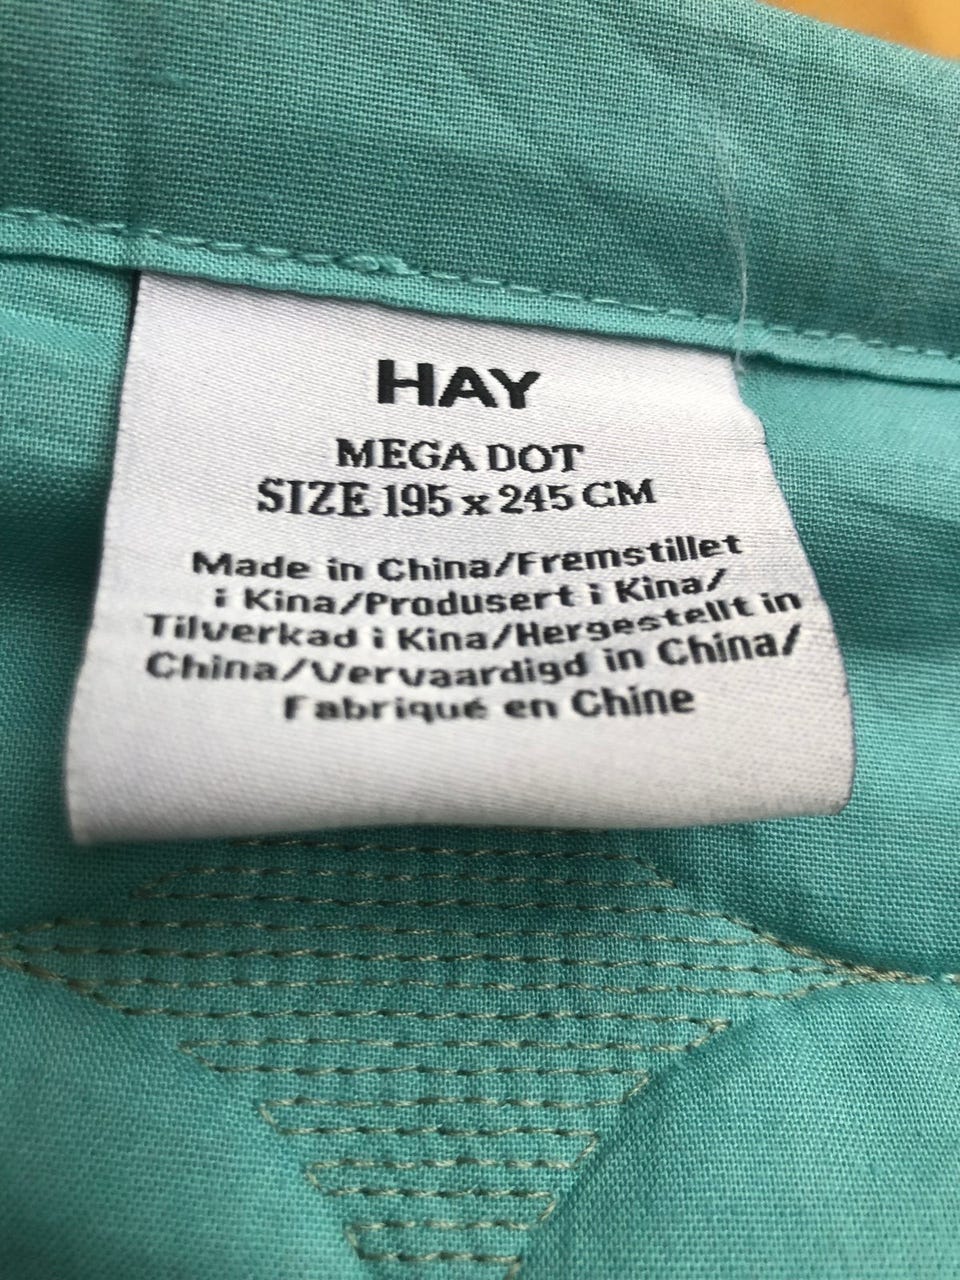 HAY
MEGA DOT
SIZE 195 x 245 CM
Made in China/Fremstillet
i Kina/Produsert i Kina/
Tilverkad i Kina/Hergestellt in
China/Vervaardigd in China/
Fabriqué en Chine